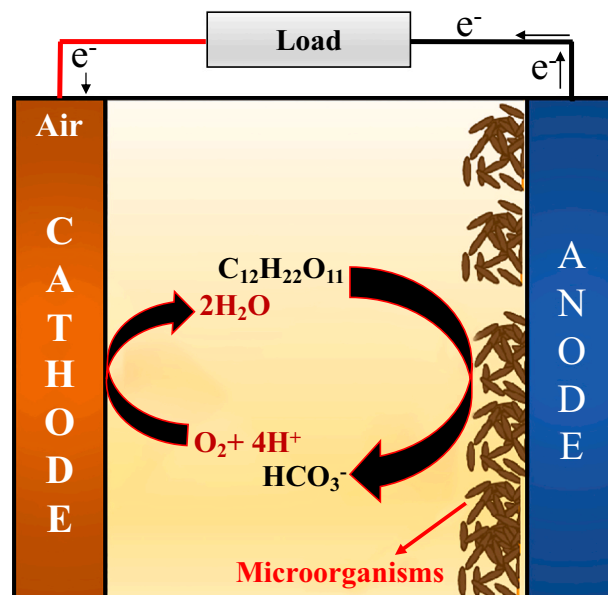 Load
e⁻
e⁻
e⁻
Air
CATHODE
ANODE
C₁₂H₂₂O₁₁
2H₂O
O₂+ 4H⁺
HCO₃⁻
Microorganisms